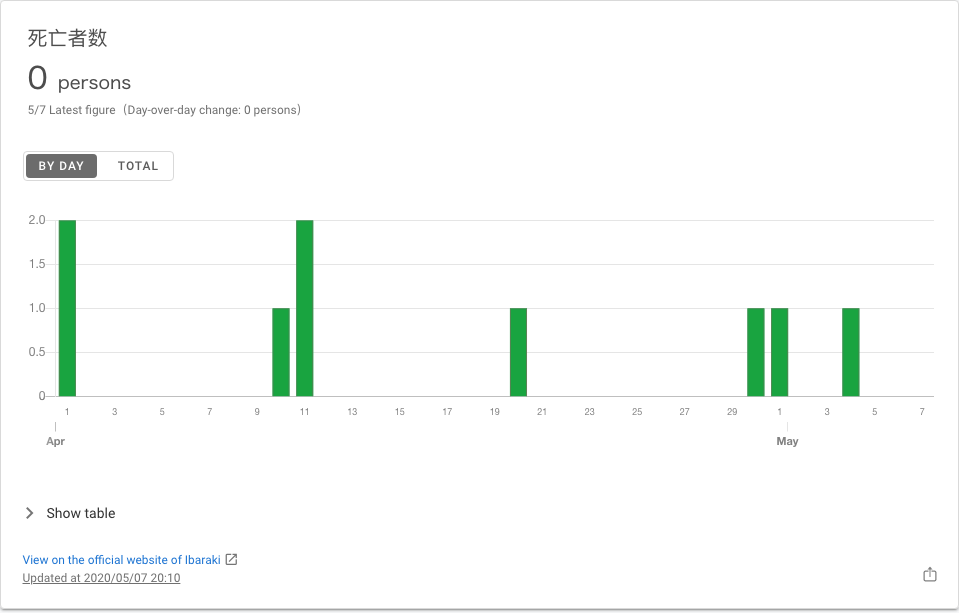 死亡者数
0 persons
5/7 Latest figure（Day-over-day change: 0 persons）
BY DAY TOTAL
2.0
1.5
1.0
0.5
0
1 3 5 7 9 11 13 15 17 19 21 23 25 27 29 1 3 5 7
Apr May
Show table
View on the official website of Ibaraki
Updated at 2020/05/07 20:10